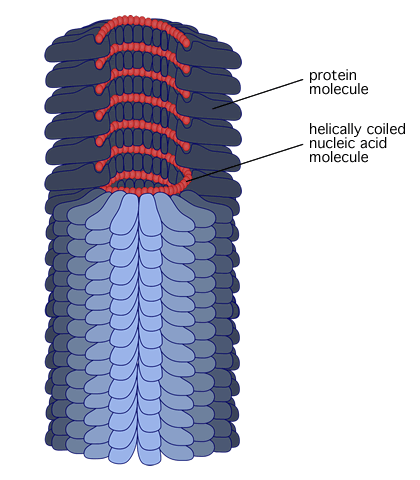 protein
molecule
helically coiled
nucleic acid
molecule